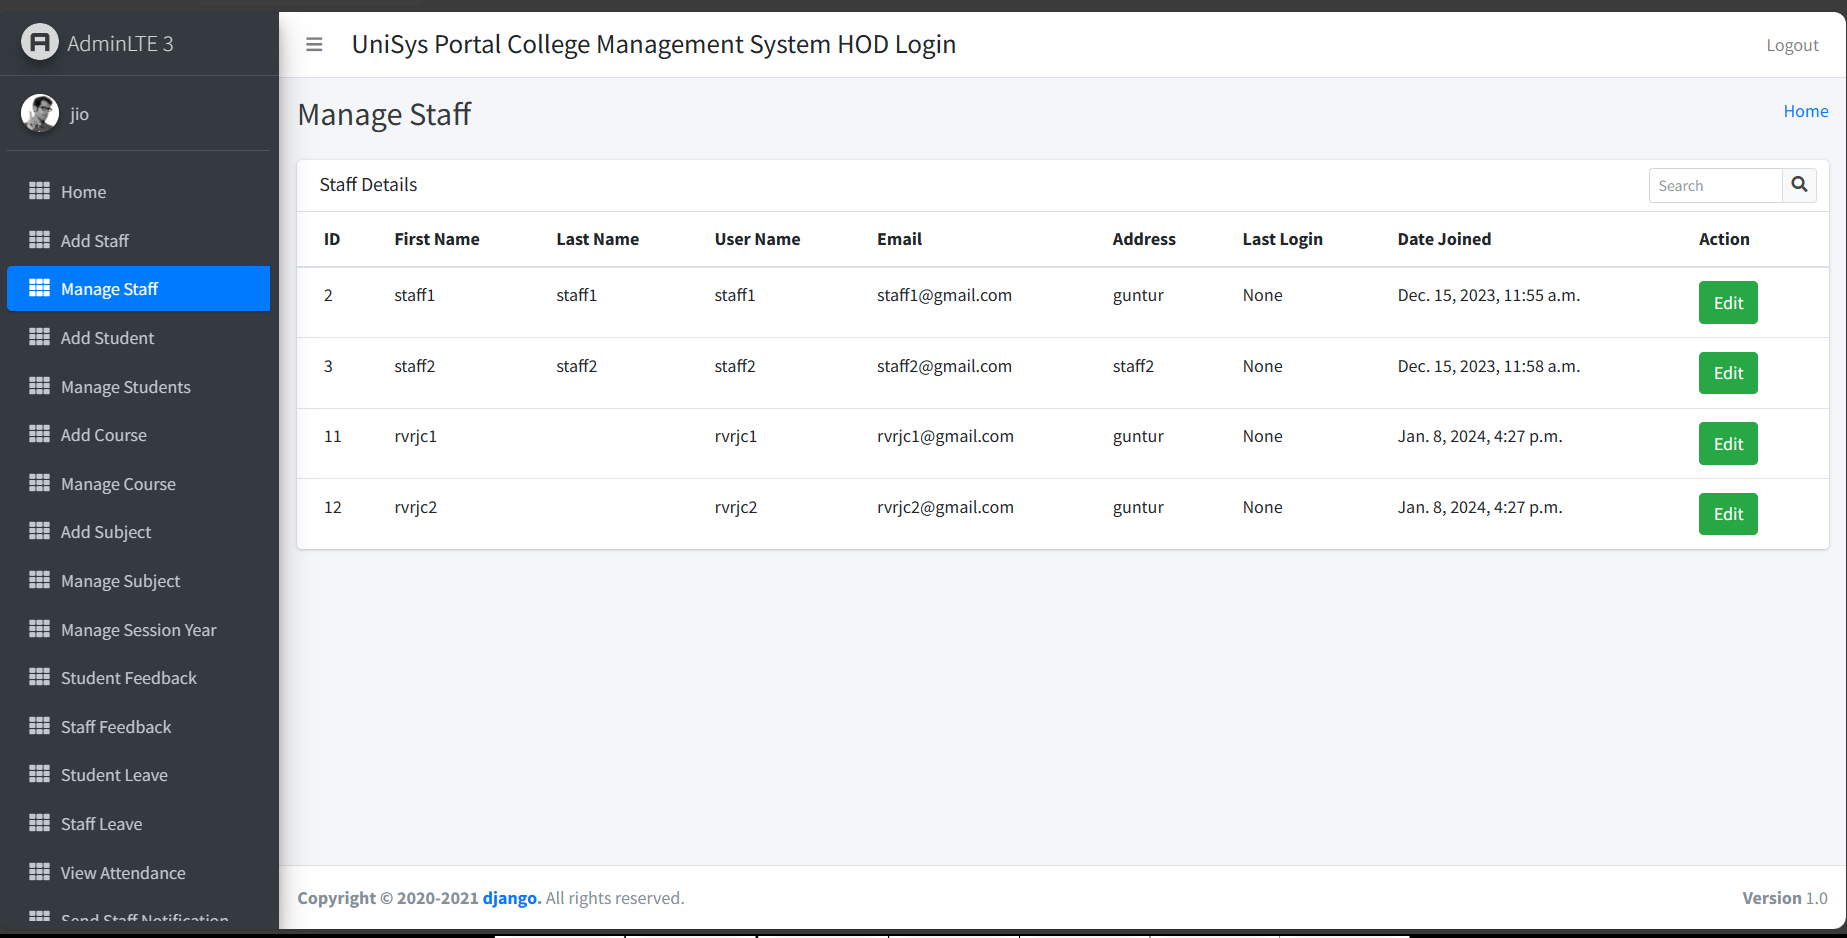 AdminLTE 3
UniSys Portal College Management System HOD Login
Logout
jio
Home
Add Staff
Manage Staff
Add Student
Manage Students
Add Course
Manage Course
Add Subject
Manage Subject
Manage Session Year
Student Feedback
Staff Feedback
Student Leave
Staff Leave
View Attendance
Send Staff Notification
Manage Staff
Home
Staff Details
Search
ID First Name Last Name User Name Email Address Last Login Date Joined Action
2 staff1 staff1 staff1 staff1@gmail.com guntur None Dec. 15, 2023, 11:55 a.m. Edit
3 staff2 staff2 staff2 staff2@gmail.com staff2 None Dec. 15, 2023, 11:58 a.m. Edit
11 rvrjc1 rvrjc1 rvrjc1@gmail.com guntur None Jan. 8, 2024, 4:27 p.m. Edit
12 rvrjc2 rvrjc2 rvrjc2@gmail.com guntur None Jan. 8, 2024, 4:27 p.m. Edit
Copyright © 2020-2021 django. All rights reserved.
Version 1.0